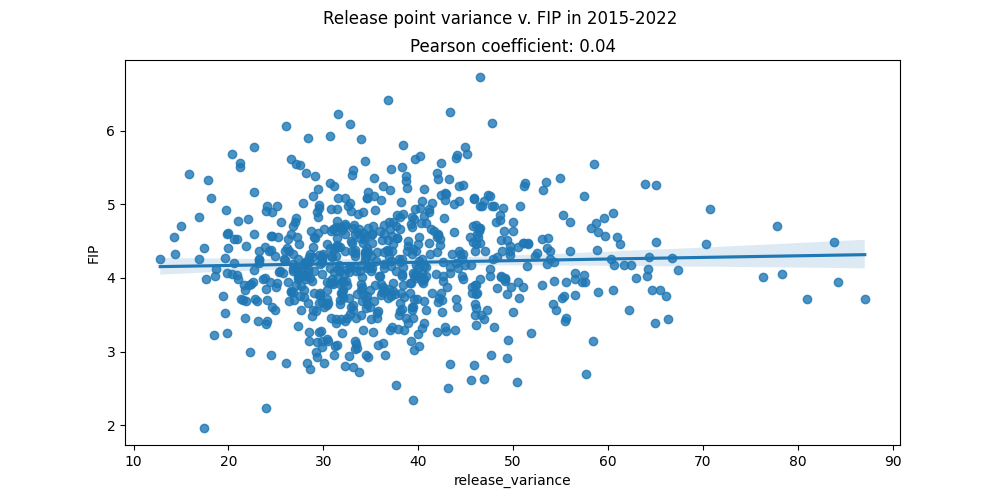 Release point variance v. FIP in 2015-2022
Pearson coefficient: 0.04
6
5
4
3
2
FIP
10 20 30 40 50 60 70 80 90
release_variance